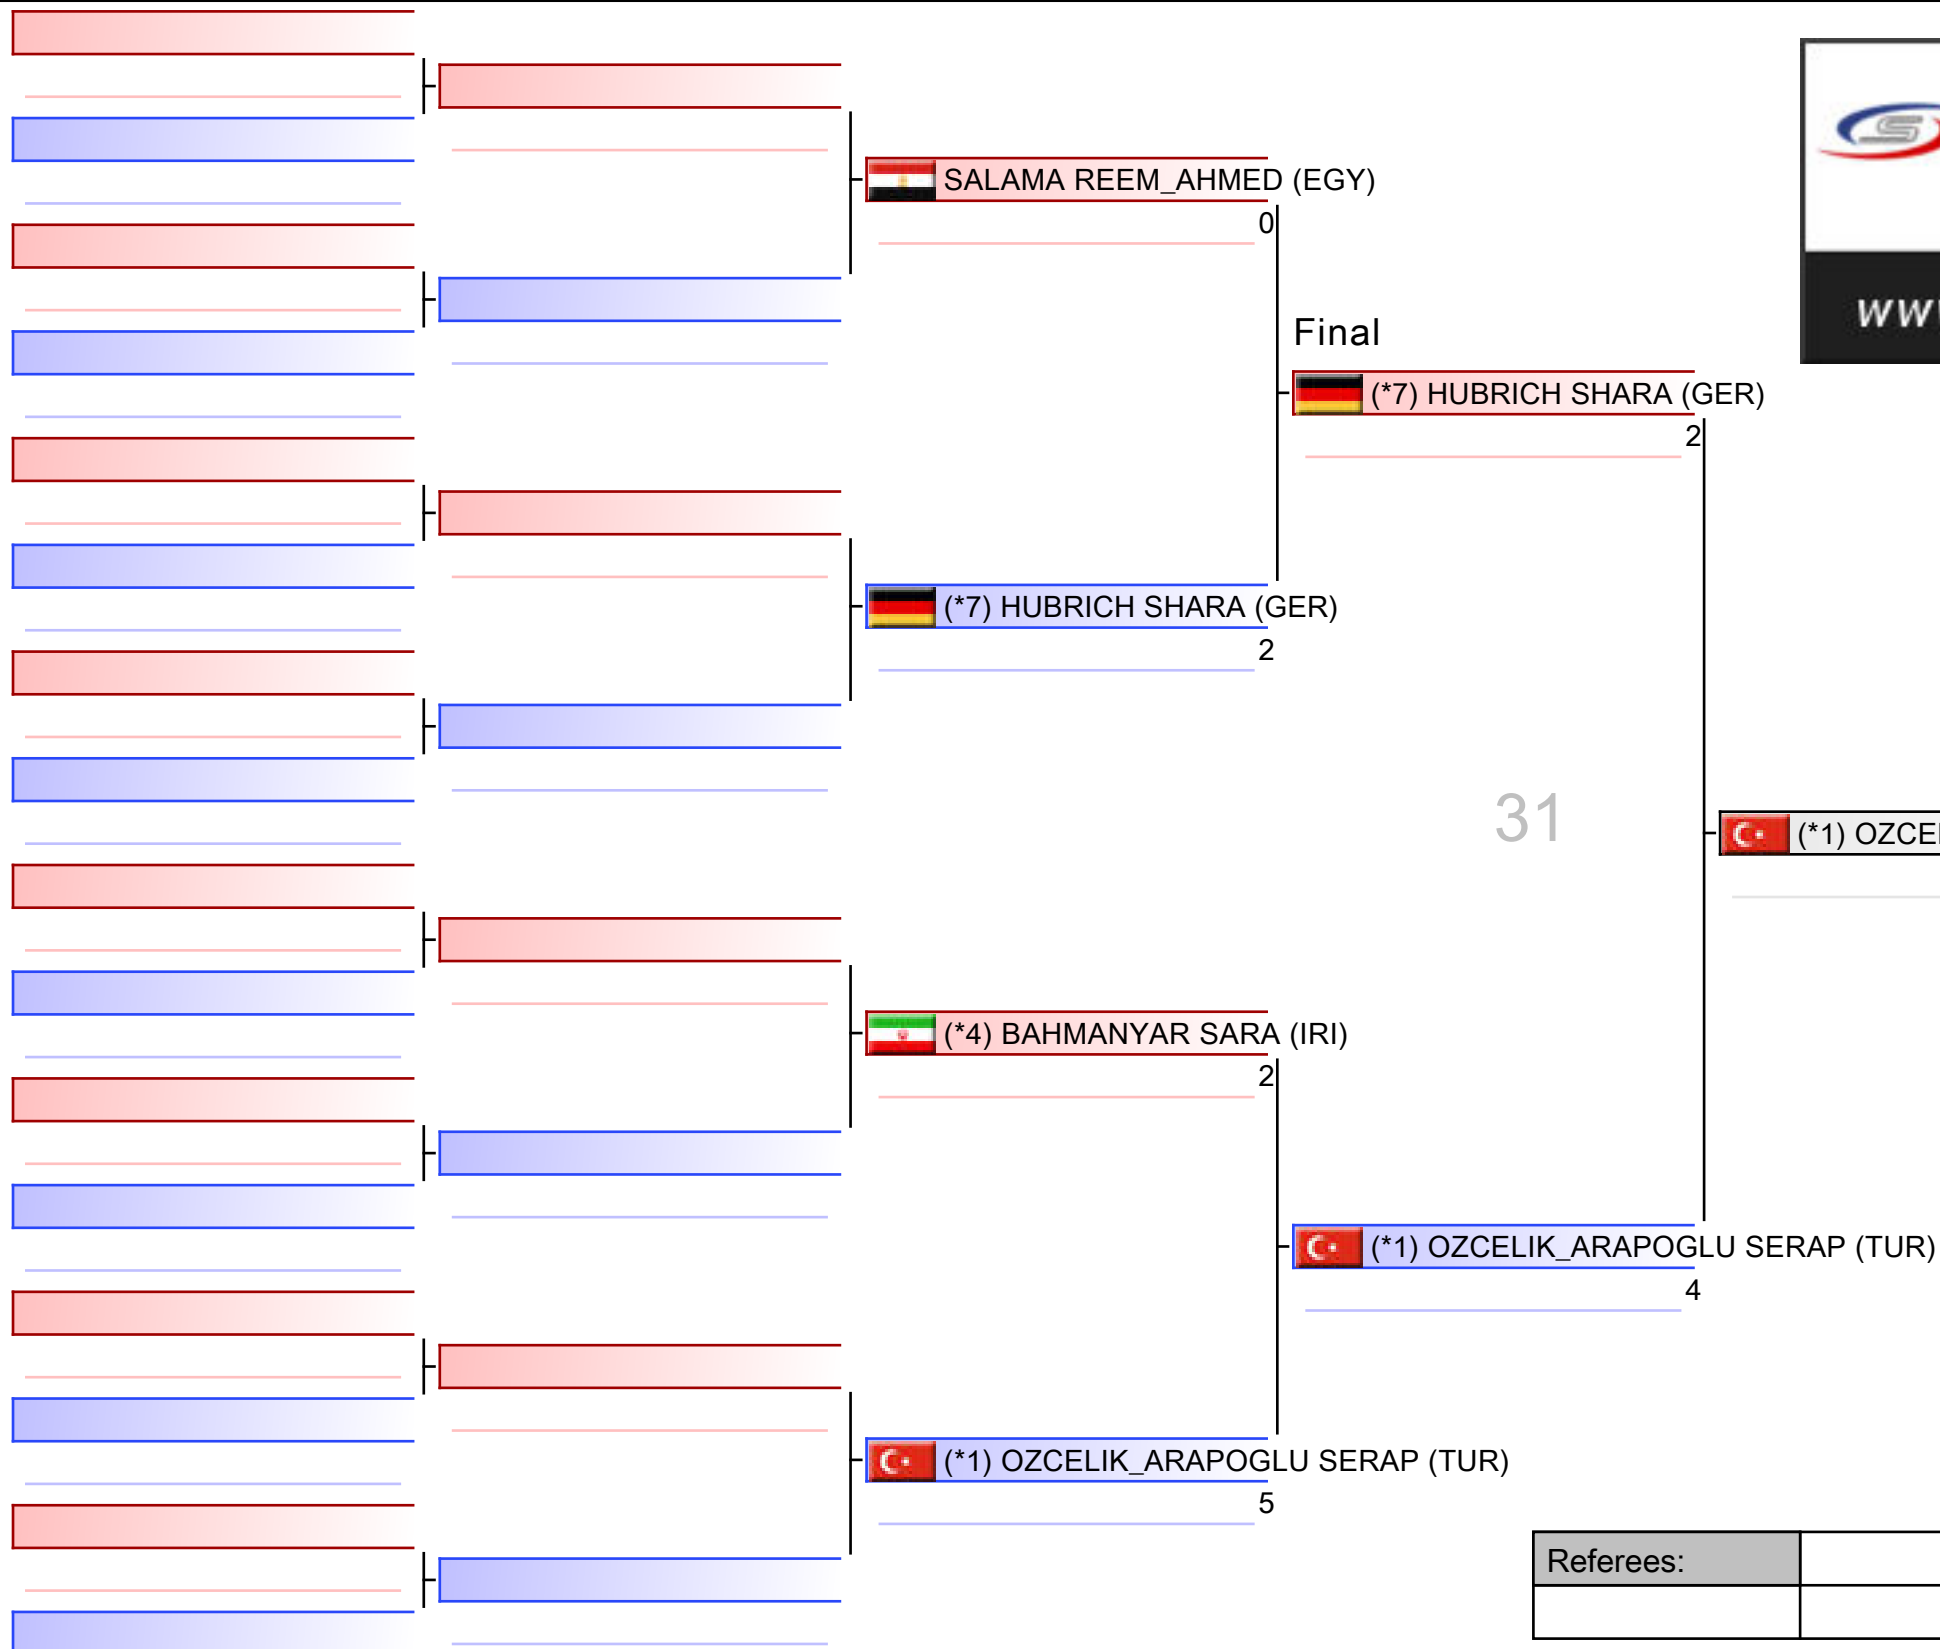 SALAMA REEM_AHMED (EGY)
0
Final
(*7) HUBRICH SHARA (GER)
2
(*7) HUBRICH SHARA (GER)
2
31
(*1)
(*4) BAHMANYAR SARA (IRI)
2
(*1) OZCELIK_ARAPOGLU SERAP (TUR)
4
(*1) OZCELIK_ARAPOGLU SERAP (TUR)
5
Referees: